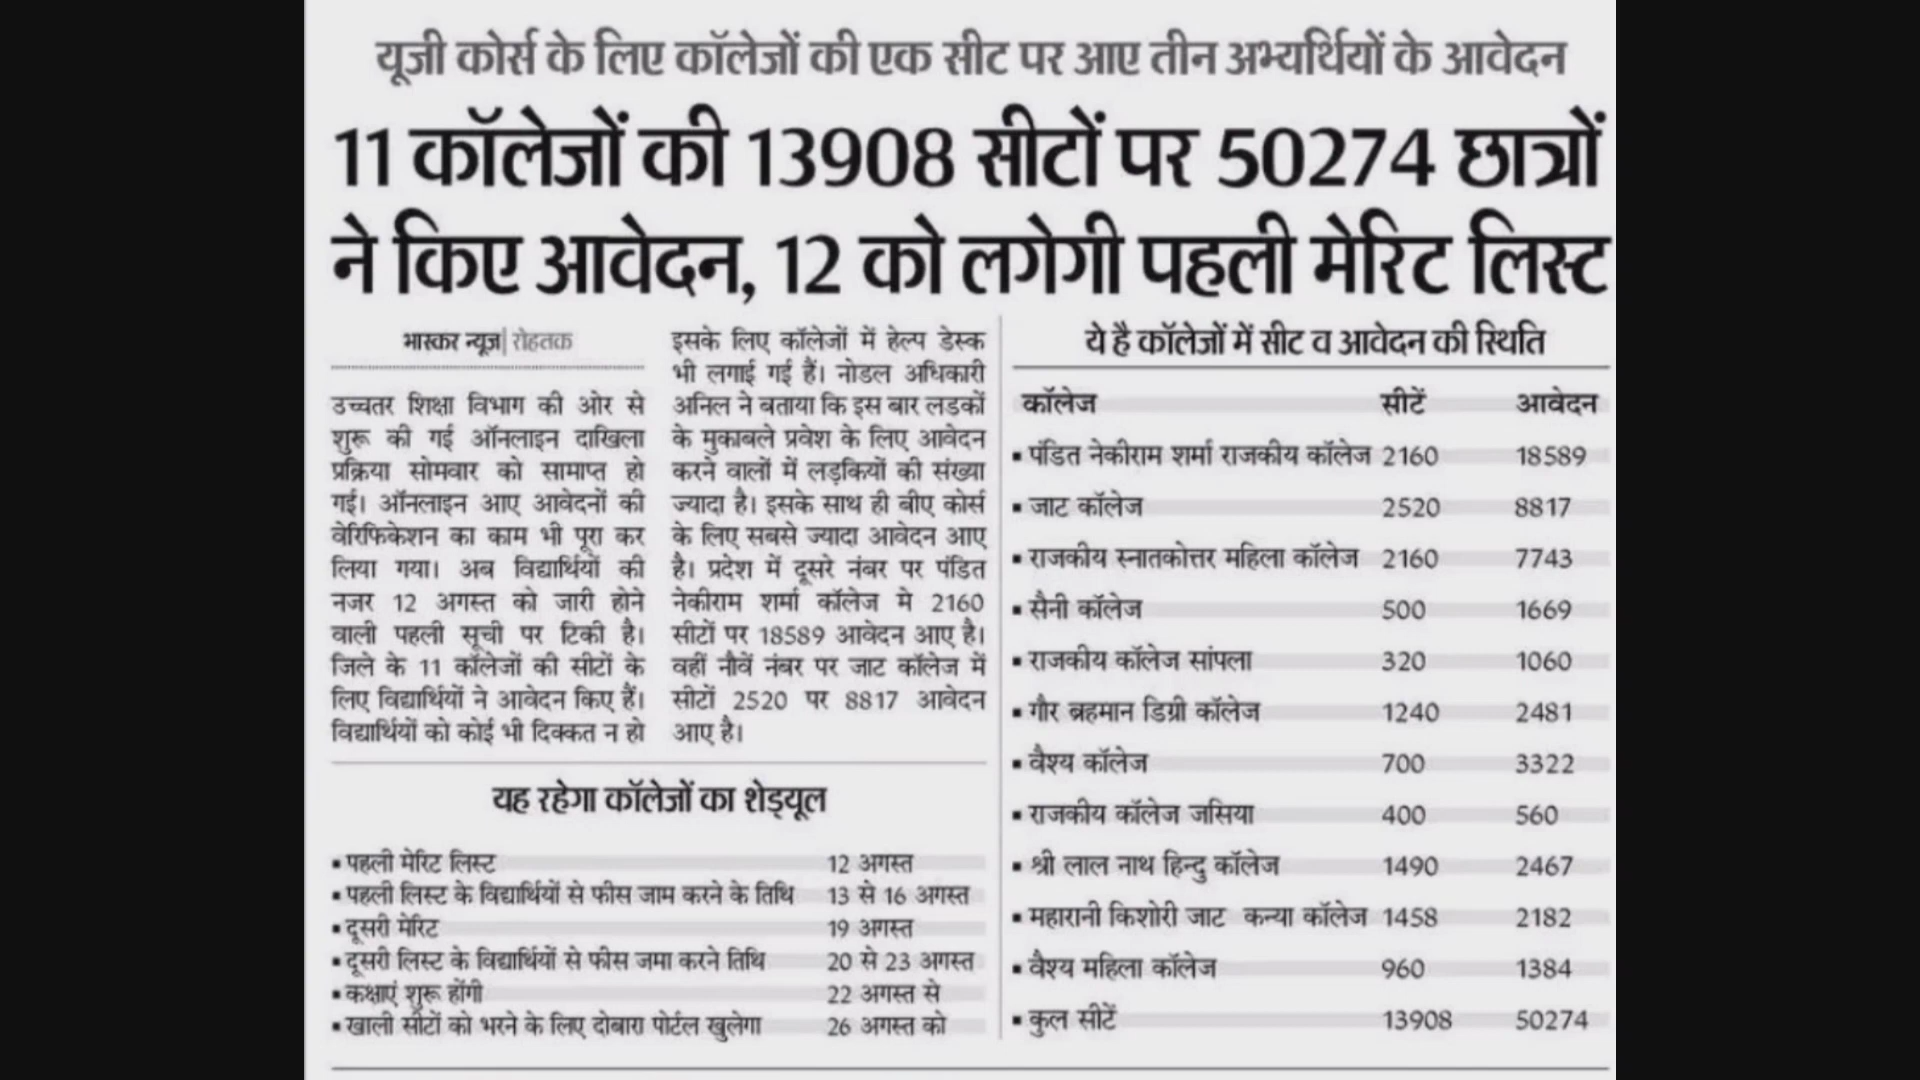 यूजी कोर्स के लिए कॉलेजों की एक सीट पर आए तीन अभ्यर्थियों के आवेदन
11 कॉलेजों की 13908 सीटों पर 50274 छात्रों
ने किए आवेदन, 12 को लगेगी पहली मेरिट लिस्ट
भास्कर न्यूज| रोहतक
उच्चतर शिक्षा विभाग की ओर से
शुरू की गई ऑनलाइन दाखिला
प्रक्रिया सोमवार को सामाप्त हो
गई। ऑनलाइन आए आवेदनों की
वेरिफिकेशन का काम भी पूरा कर
लिया गया। अब विद्यार्थियों की
नजर 12 अगस्त को जारी होने
वाली पहली सूची पर टिकी है।
जिले के 11 कॉलेजों की सीटों के
लिए विद्यार्थियों ने आवेदन किए हैं।
विद्यार्थियों को कोई भी दिक्कत न हो
इसके लिए कॉलेजों में हेल्प डेस्क
भी लगाई गई हैं। नोडल अधिकारी
अनिल ने बताया कि इस बार लडकों
के मुकाबले प्रवेश के लिए आवेदन
करने वालों में लड़कियों की संख्या
ज्यादा है। इसके साथ ही बीए कोर्स
के लिए सबसे ज्यादा आवेदन आए
है। प्रदेश में दूसरे नंबर पर पंडित
नेकीराम शर्मा कॉलेज मे 2160
सीटों पर 18589 आवेदन आए है।
वहीं नौवें नंबर पर जाट कॉलेज में
सीटों 2520 पर 8817 आवेदन
आए है।
यह रहेगा कॉलेजों का शेड्यूल
▪ पहली मेरिट लिस्ट 12 अगस्त
▪ पहली लिस्ट के विद्यार्थियों से फीस जाम करने के तिथि 13 से 16 अगस्त
▪ दूसरी मेरिट 19 अगस्त
▪ दूसरी लिस्ट के विद्यार्थियों से फीस जमा करने तिथि 20 से 23 अगस्त
▪ कक्षाएं शुरू होंगी 22 अगस्त से
▪ खाली सीटों को भरने के लिए दोबारा पोर्टल खुलेगा 26 अगस्त को
ये है कॉलेजों में सीट व आवेदन की स्थिति
कॉलेज सीटें आवेदन
▪ पंडित नेकीराम शर्मा राजकीय कॉलेज 2160 18589
▪ जाट कॉलेज 2520 8817
▪ राजकीय स्नातकोत्तर महिला कॉलेज 2160 7743
▪ सैनी कॉलेज 500 1669
▪ राजकीय कॉलेज सांपला 320 1060
▪ गौर ब्रहमान डिग्री कॉलेज 1240 2481
▪ वैश्य कॉलेज 700 3322
▪ राजकीय कॉलेज जसिया 400 560
▪ श्री लाल नाथ हिन्दु कॉलेज 1490 2467
▪ महारानी किशोरी जाट कन्या कॉलेज 1458 2182
▪ वैश्य महिला कॉलेज 960 1384
▪ कुल सीटें 13908 50274